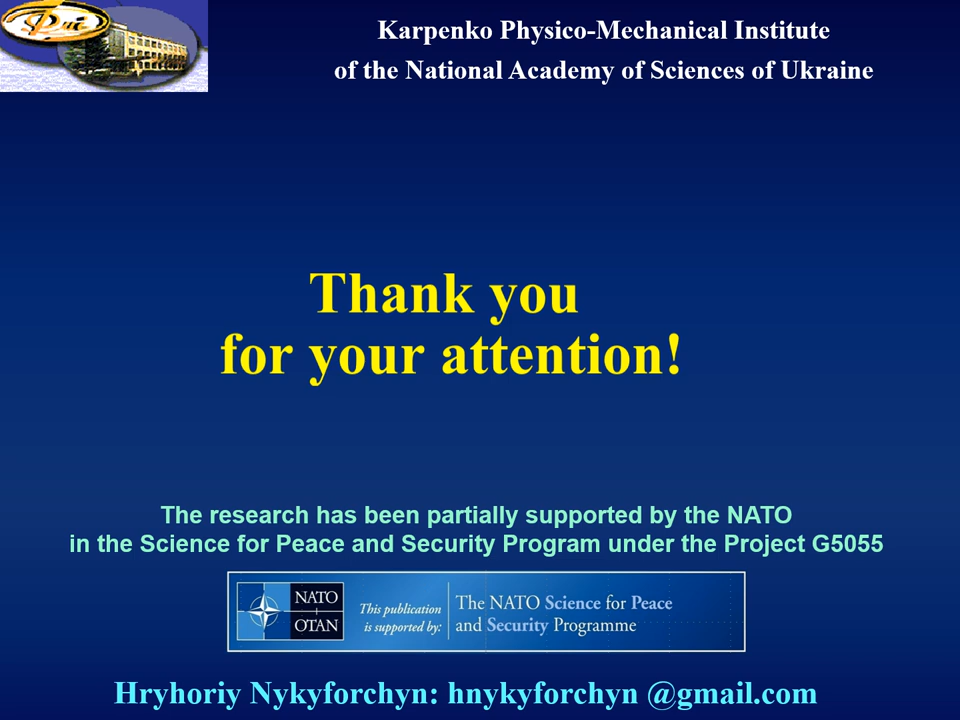 Karpenko Physico-Mechanical Institute
of the National Academy of Sciences of Ukraine
Thank you
for your attention!
The research has been partially supported by the NATO
in the Science for Peace and Security Program under the Project G5055
NATO
OTAN
This publication
is supported by:
The NATO Science for Peace
and Security Programme
Hryhoriy Nykyforchyn: hnykyforchyn @gmail.com